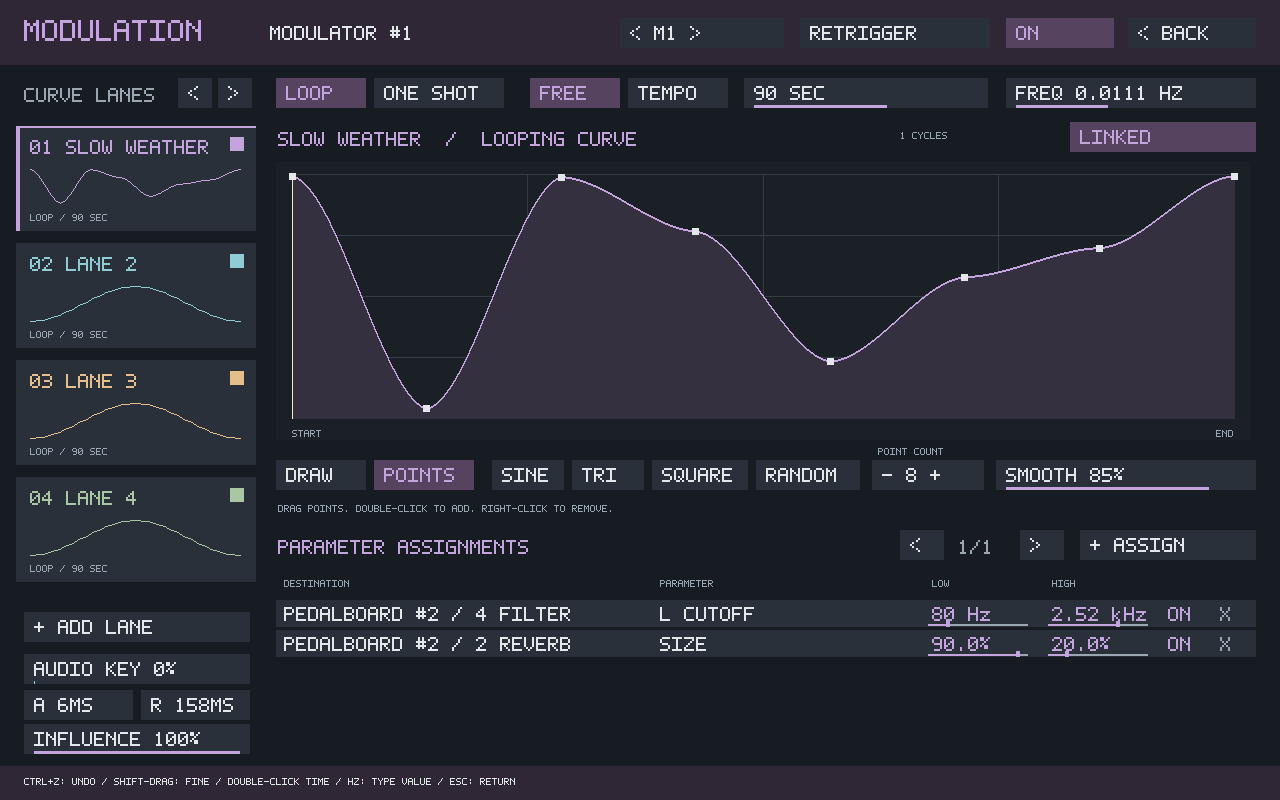 MODULATION
MODULATOR #1
< M1 >
RETRIGGER
ON
< BACK
CURVE LANES
<
>
LOOP
ONE SHOT
FREE
TEMPO
90 SEC
FREQ 0.0111 HZ
01 SLOW WEATHER
LOOP / 90 SEC
02 LANE 2
LOOP / 90 SEC
03 LANE 3
LOOP / 90 SEC
04 LANE 4
LOOP / 90 SEC
+ ADD LANE
AUDIO KEY 0%
A 6MS
R 158MS
INFLUENCE 100%
SLOW WEATHER / LOOPING CURVE
1 CYCLES
LINKED
START
END
POINT COUNT
DRAW
POINTS
SINE
TRI
SQUARE
RANDOM
- 8 +
SMOOTH 85%
DRAG POINTS. DOUBLE-CLICK TO ADD. RIGHT-CLICK TO REMOVE.
PARAMETER ASSIGNMENTS
<
1/1
>
+ ASSIGN
DESTINATION
PARAMETER
LOW
HIGH
PEDALBOARD #2 / 4 FILTER
L CUTOFF
80 Hz
2.52 kHz
ON
X
PEDALBOARD #2 / 2 REVERB
SIZE
90.0%
20.0%
ON
X
CTRL+Z: UNDO / SHIFT-DRAG: FINE / DOUBLE-CLICK TIME / HZ: TYPE VALUE / ESC: RETURN